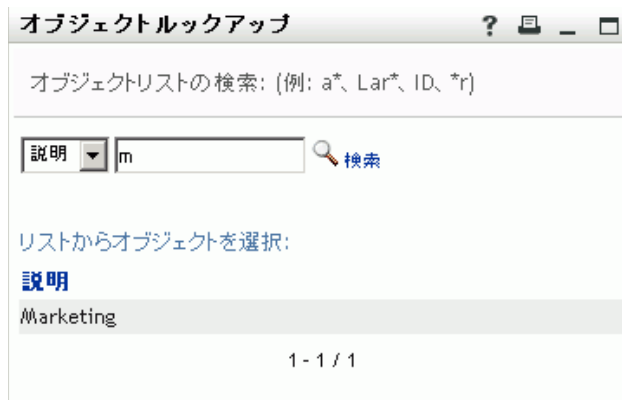 オブジェクトルックアップ ?
オブジェクトリストの検索: (例: a*、Lar*、ID、*r)
説明 m 検索
リストからオブジェクトを選択:
説明
Marketing
1 - 1 / 1